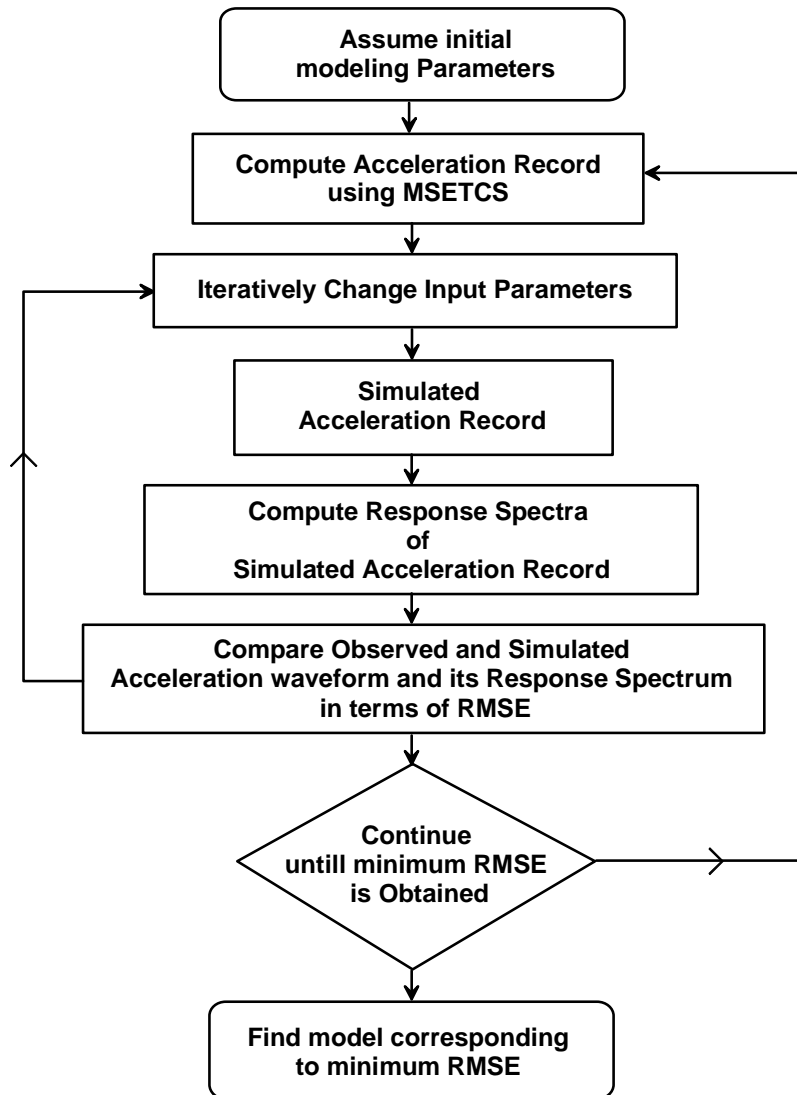 Assume initial
modeling Parameters
Compute Acceleration Record
using MSETCS
Iteratively Change Input Parameters
Simulated
Acceleration Record
Compute Response Spectra
of
Simulated Acceleration Record
Compare Observed and Simulated
Acceleration waveform and its Response Spectrum
in terms of RMSE
Continue
untill minimum RMSE
is Obtained
Find model corresponding
to minimum RMSE